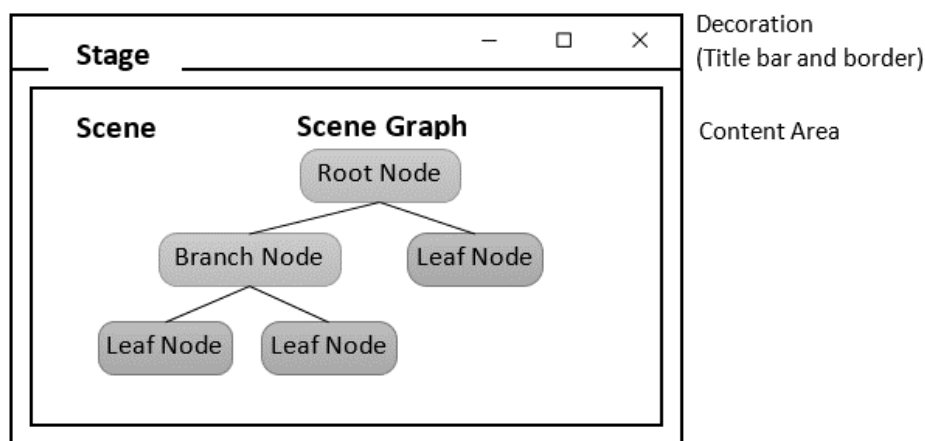 Decoration
Stage
(Title bar and border)
Scene
Scene Graph
Content Area
Root Node
Branch Node
Leaf Node
Leaf Node
Leaf Node